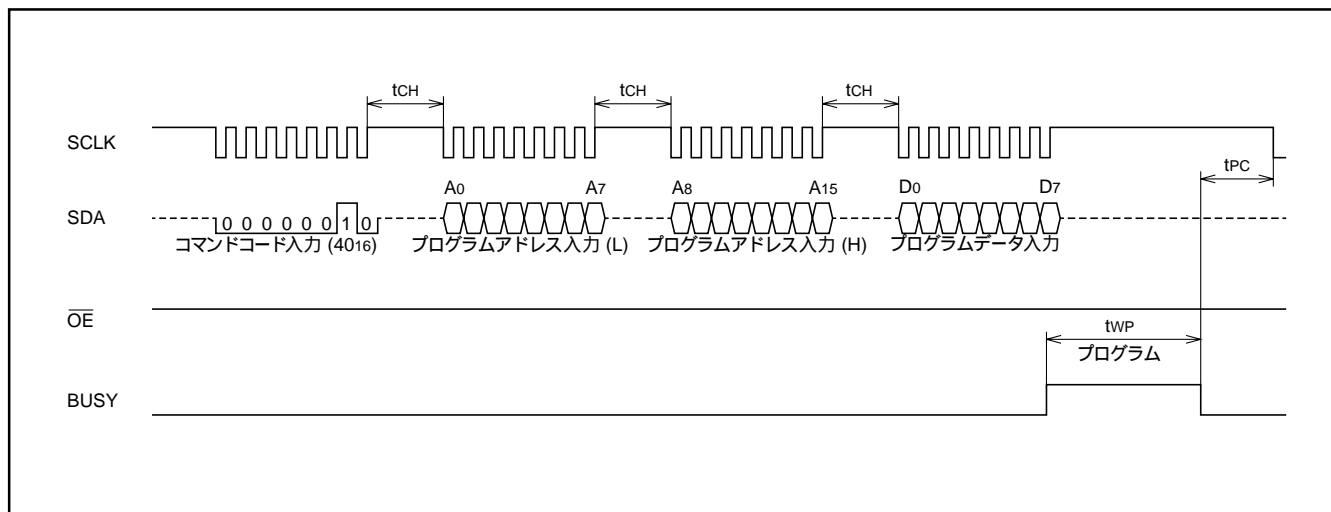 tCH tCH tCH
SCLK
tPC
A0 A7 A8 A15 D0 D7
SDA
0 0 0 0 0 0 1 0
コマンドコード入力 (4016) プログラムアドレス入力 (L) プログラムアドレス入力 (H) プログラムデータ入力
OE
tWP
プログラム
BUSY